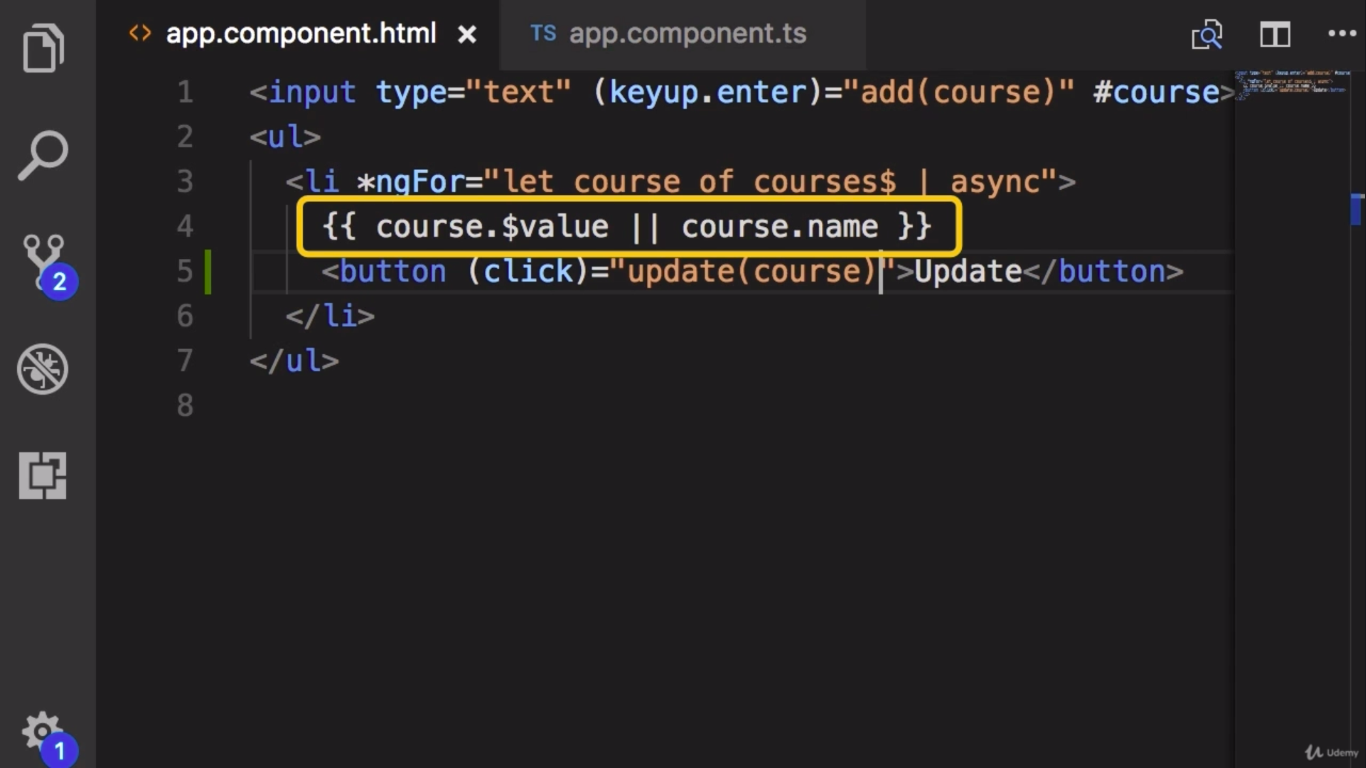 <> app.component.html ×
TS app.component.ts
1 <input type="text" (keyup.enter)="add(course)" #course>
2 <ul>
3 <li *ngFor="let course of courses$ | async">
4 {{ course.$value || course.name }}
5 <button (click)="update(course)">Update</button>
6 </li>
7 </ul>
8
2
1
Udemy